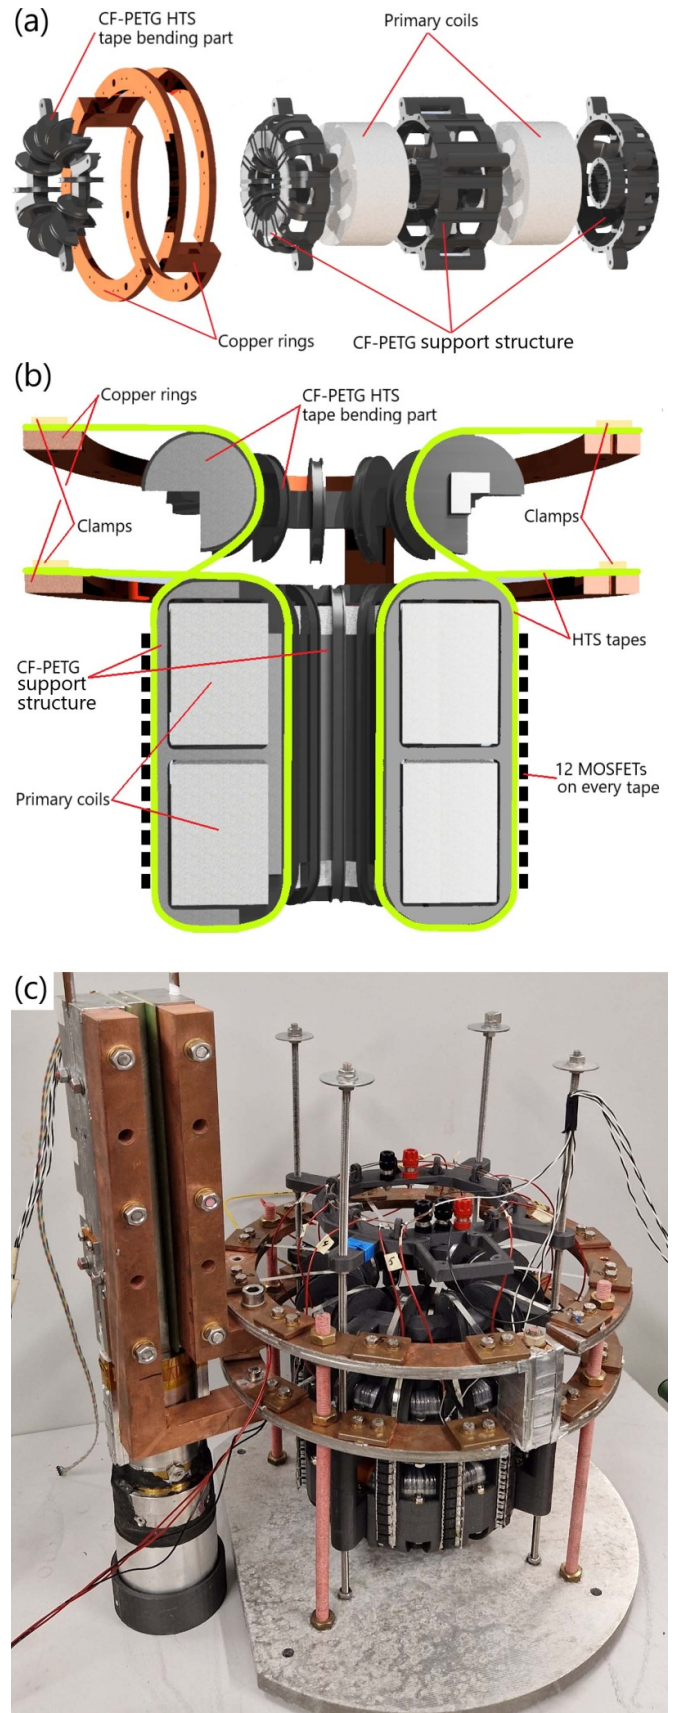 (a)
CF-PETG HTS
tape bending part
Primary coils
Copper rings
CF-PETG support structure
(b)
Copper rings
CF-PETG HTS
tape bending part
Clamps
Clamps
HTS tapes
CF-PETG
support
structure
12 MOSFETs
on every tape
Primary coils
(c)
5